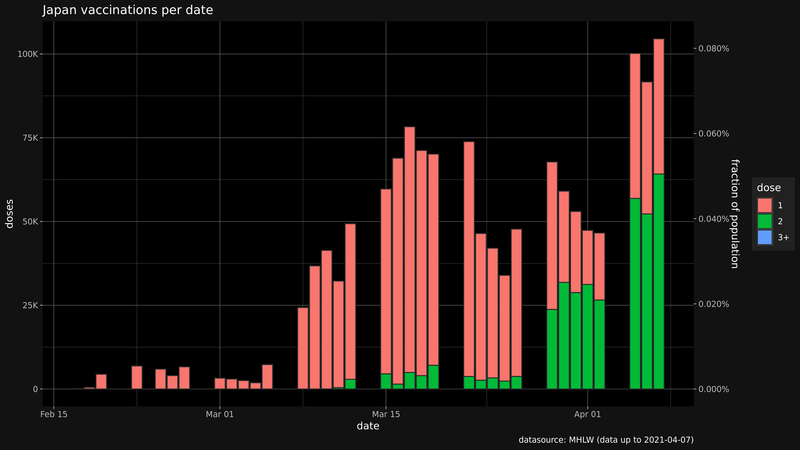 Japan vaccinations per date
100K
75K
50K
25K
0
doses
0.080%
0.060%
0.040%
0.020%
0.000%
fraction of population
dose
1
2
3+
Feb 15
Mar 01
Mar 15
Apr 01
date
datasource: MHLW (data up to 2021-04-07)